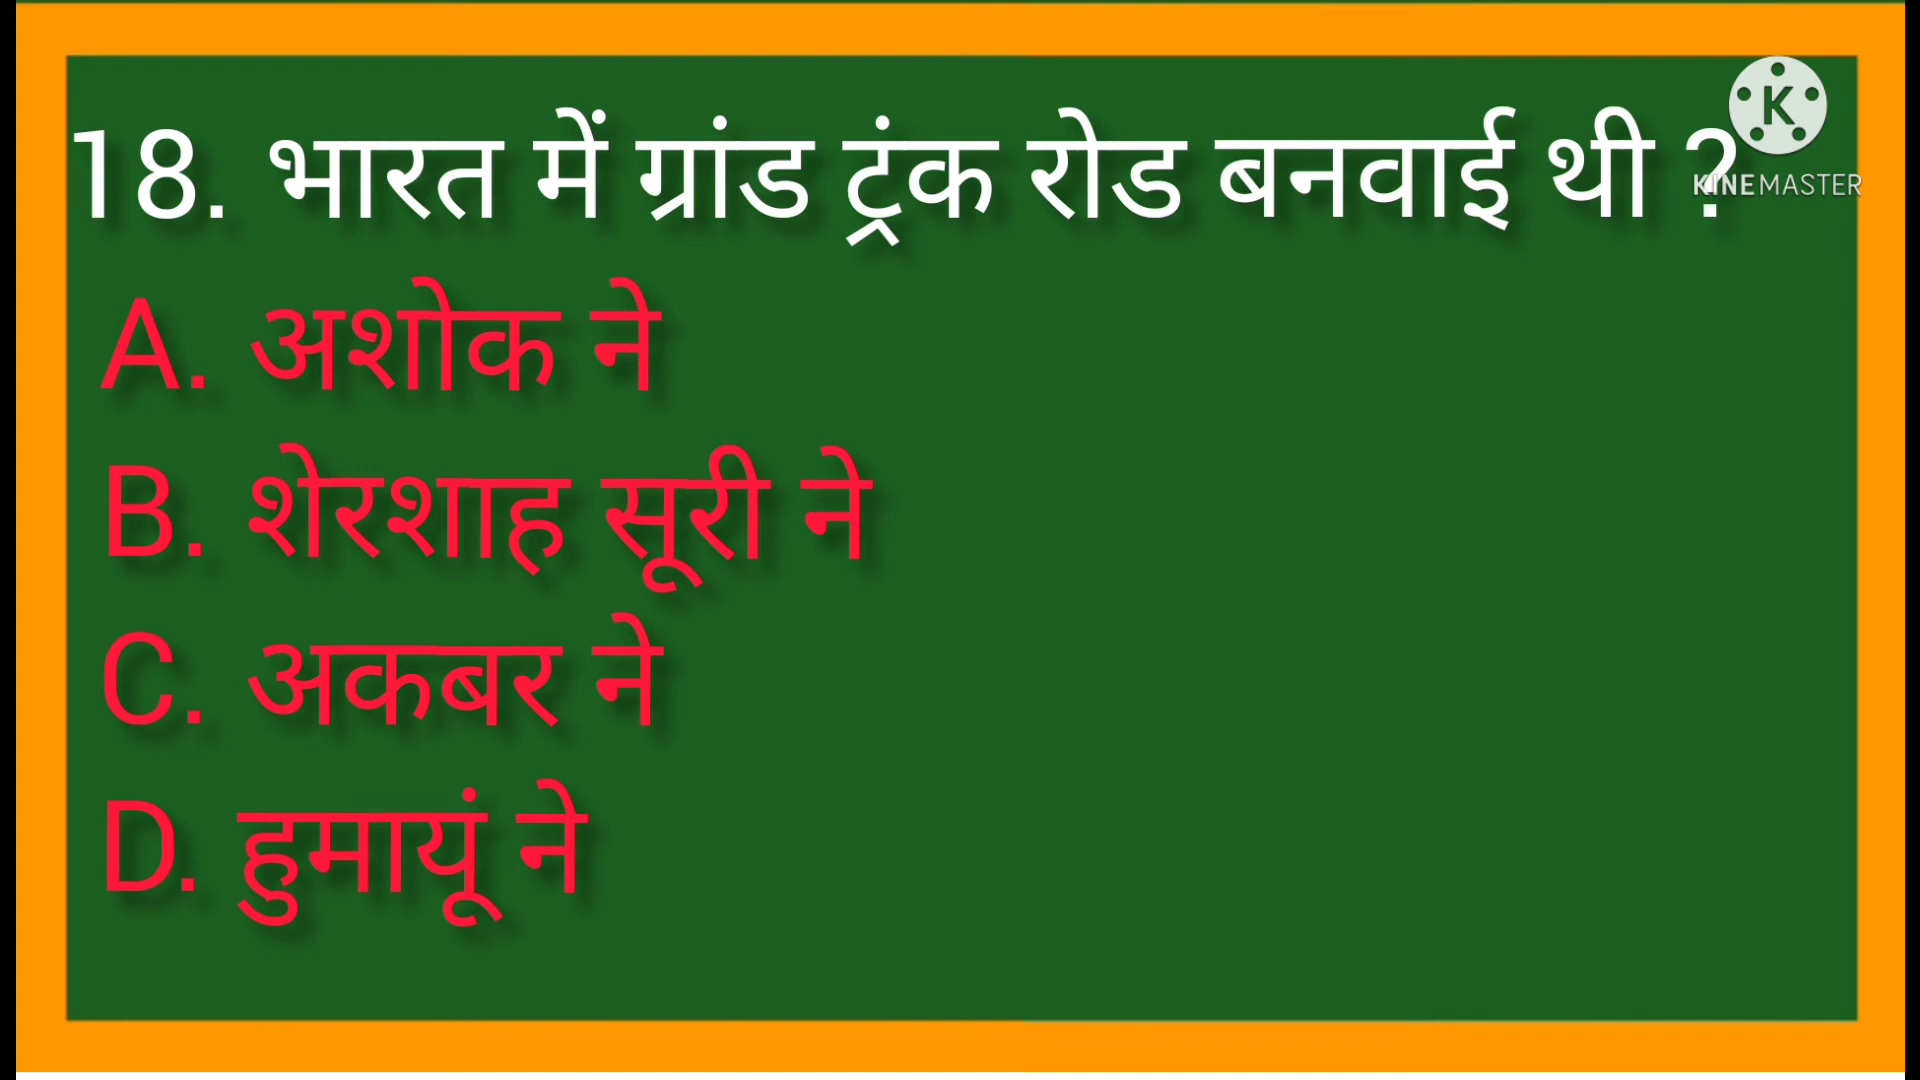 18. भारत में ग्रांड ट्रंक रोड बनवाई थी ?
A. अशोक ने
B. शेरशाह सूरी ने
C. अकबर ने
D. हुमायूं ने
K
KINEMASTER